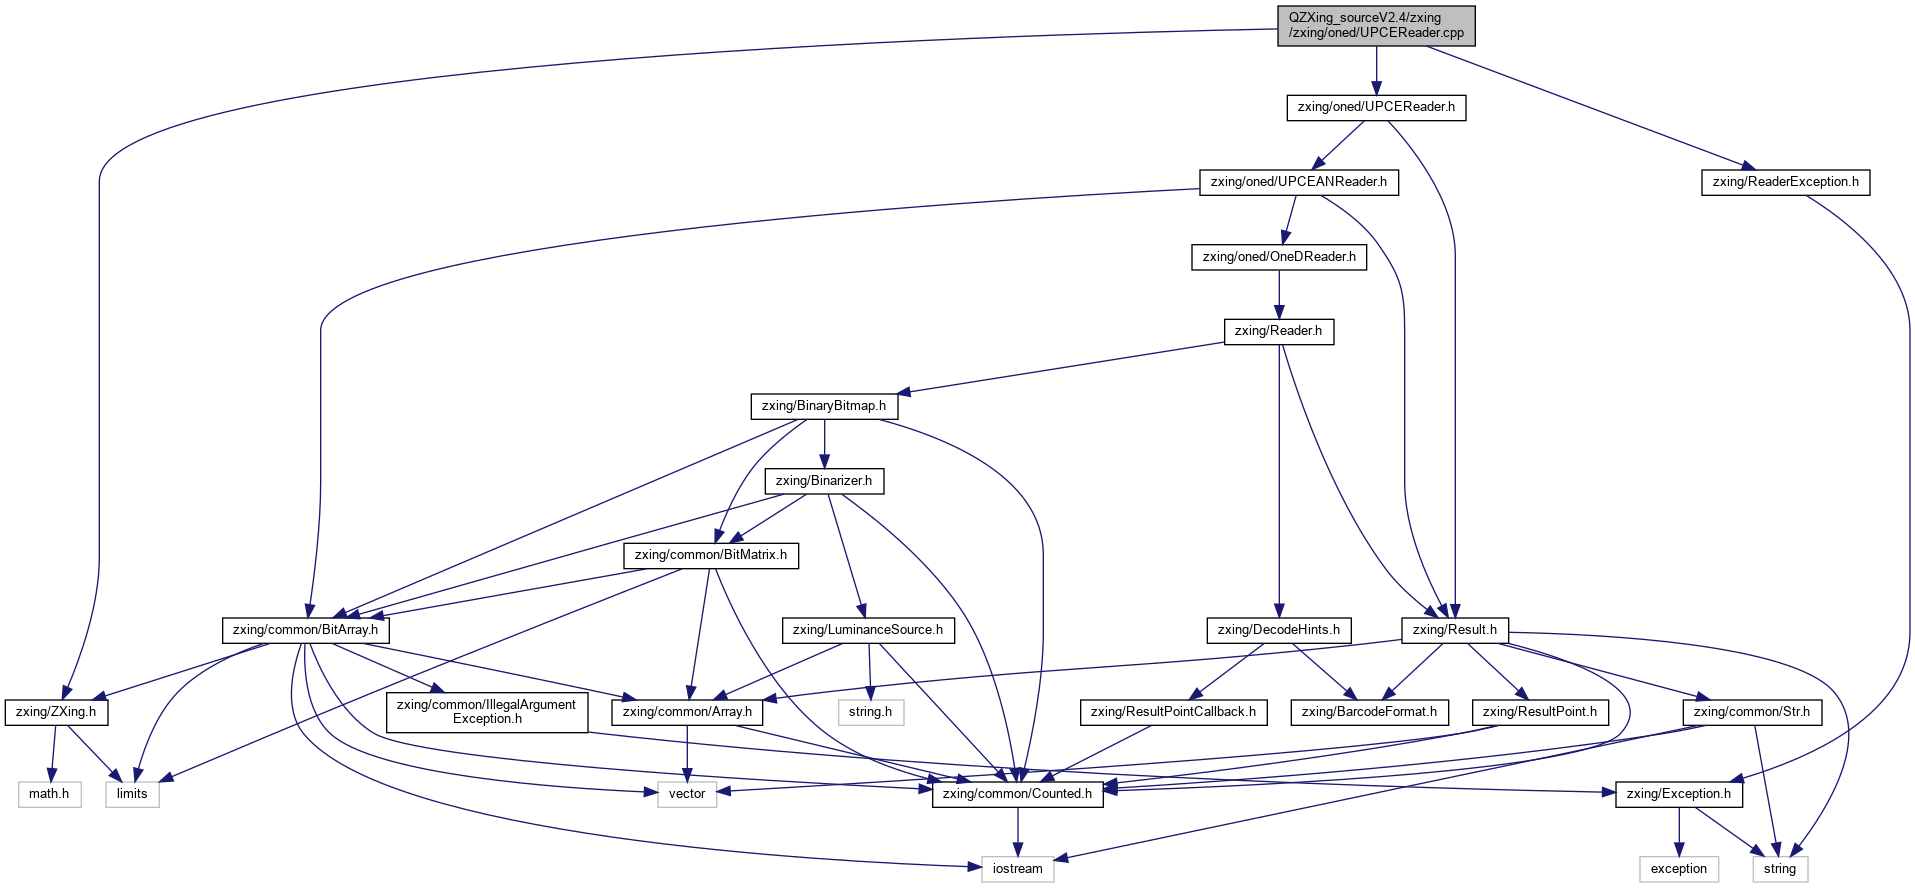 QZXing_sourceV2.4/zxing
/zxing/oned/UPCEReader.cpp
zxing/oned/UPCEReader.h
zxing/oned/UPCEANReader.h
zxing/ReaderException.h
zxing/oned/OneDReader.h
zxing/Reader.h
zxing/BinaryBitmap.h
zxing/Binarizer.h
zxing/common/BitMatrix.h
zxing/common/BitArray.h
zxing/LuminanceSource.h
zxing/DecodeHints.h
zxing/Result.h
zxing/ZXing.h
zxing/common/IllegalArgument
Exception.h
zxing/common/Array.h
string.h
zxing/ResultPointCallback.h
zxing/BarcodeFormat.h
zxing/ResultPoint.h
zxing/common/Str.h
math.h
limits
vector
zxing/common/Counted.h
zxing/Exception.h
iostream
exception
string